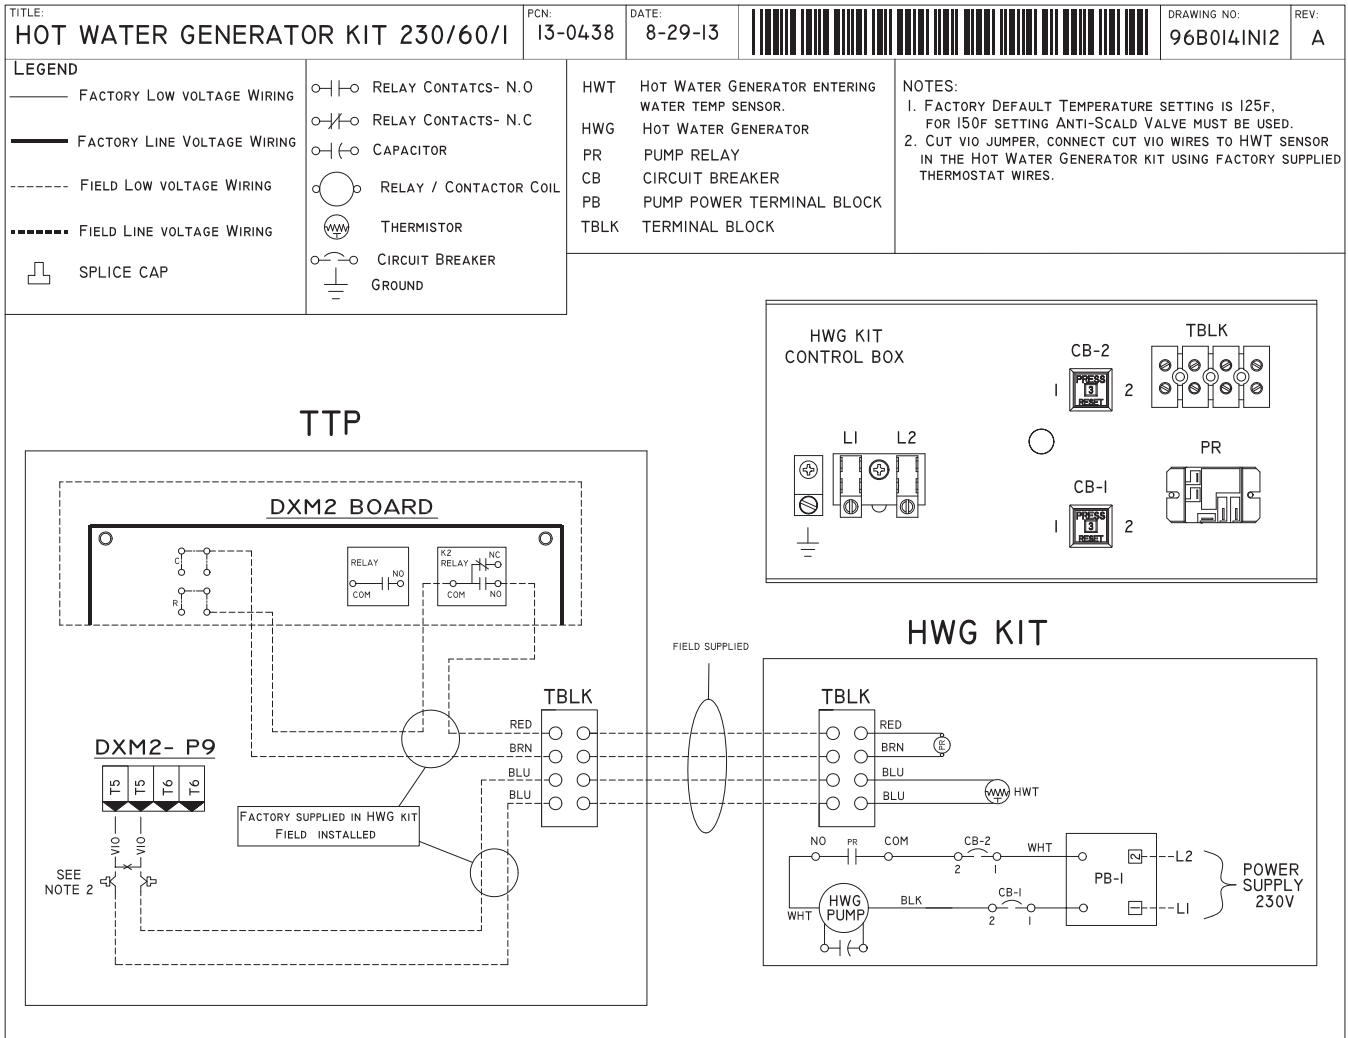 TITLE:
HOT WATER GENERATOR KIT 230/60/1
PCN:
13-0438
DATE:
8-29-13
DRAWING NO:
96B0141N12
REV:
A
LEGEND
FACTORY LOW VOLTAGE WIRING
FACTORY LINE VOLTAGE WIRING
FIELD LOW VOLTAGE WIRING
FIELD LINE VOLTAGE WIRING
SPLICE CAP
RELAY CONTATCS- N.O
RELAY CONTACTS- N.C
CAPACITOR
RELAY / CONTACTOR COIL
THERMISTOR
T
CIRCUIT BREAKER
GROUND
HWT HOT WATER GENERATOR ENTERING
WATER TEMP SENSOR.
HWG HOT WATER GENERATOR
PR PUMP RELAY
CB CIRCUIT BREAKER
PB PUMP POWER TERMINAL BLOCK
TBLK TERMINAL BLOCK
NOTES:
1. FACTORY DEFAULT TEMPERATURE SETTING IS 125F,
FOR 150F SETTING ANTI-SCALD VALVE MUST BE USED.
2. CUT VIO JUMPER, CONNECT CUT VIO WIRES TO HWT SENSOR
IN THE HOT WATER GENERATOR KIT USING FACTORY SUPPLIED
THERMOSTAT WIRES.
HWG KIT
CONTROL BOX
L1 L2
CB-2
1 PRESS 3 RESET 2
TBLK
CB-1
1 PRESS 3 RESET 2
PR
TTP
DXM2 BOARD
C
R
RELAY
COM
NO
K2
RELAY
NC
COM
NO
TBLK
RED
BRN
BLU
BLU
DXM2- P9
T5 T5 T6 T6
VIO VIO
SEE
NOTE 2
FACTORY SUPPLIED IN HWG KIT
FIELD INSTALLED
FIELD SUPPLIED
HWG KIT
TBLK
RED
BRN
PR
BLU
BLU
HWT
T
NO PR COM CB-2 WHT
2 1
PB-1
2 L2
1 L1
POWER
SUPPLY
230V
WHT
HWG
PUMP
BLK
CB-1
2 1